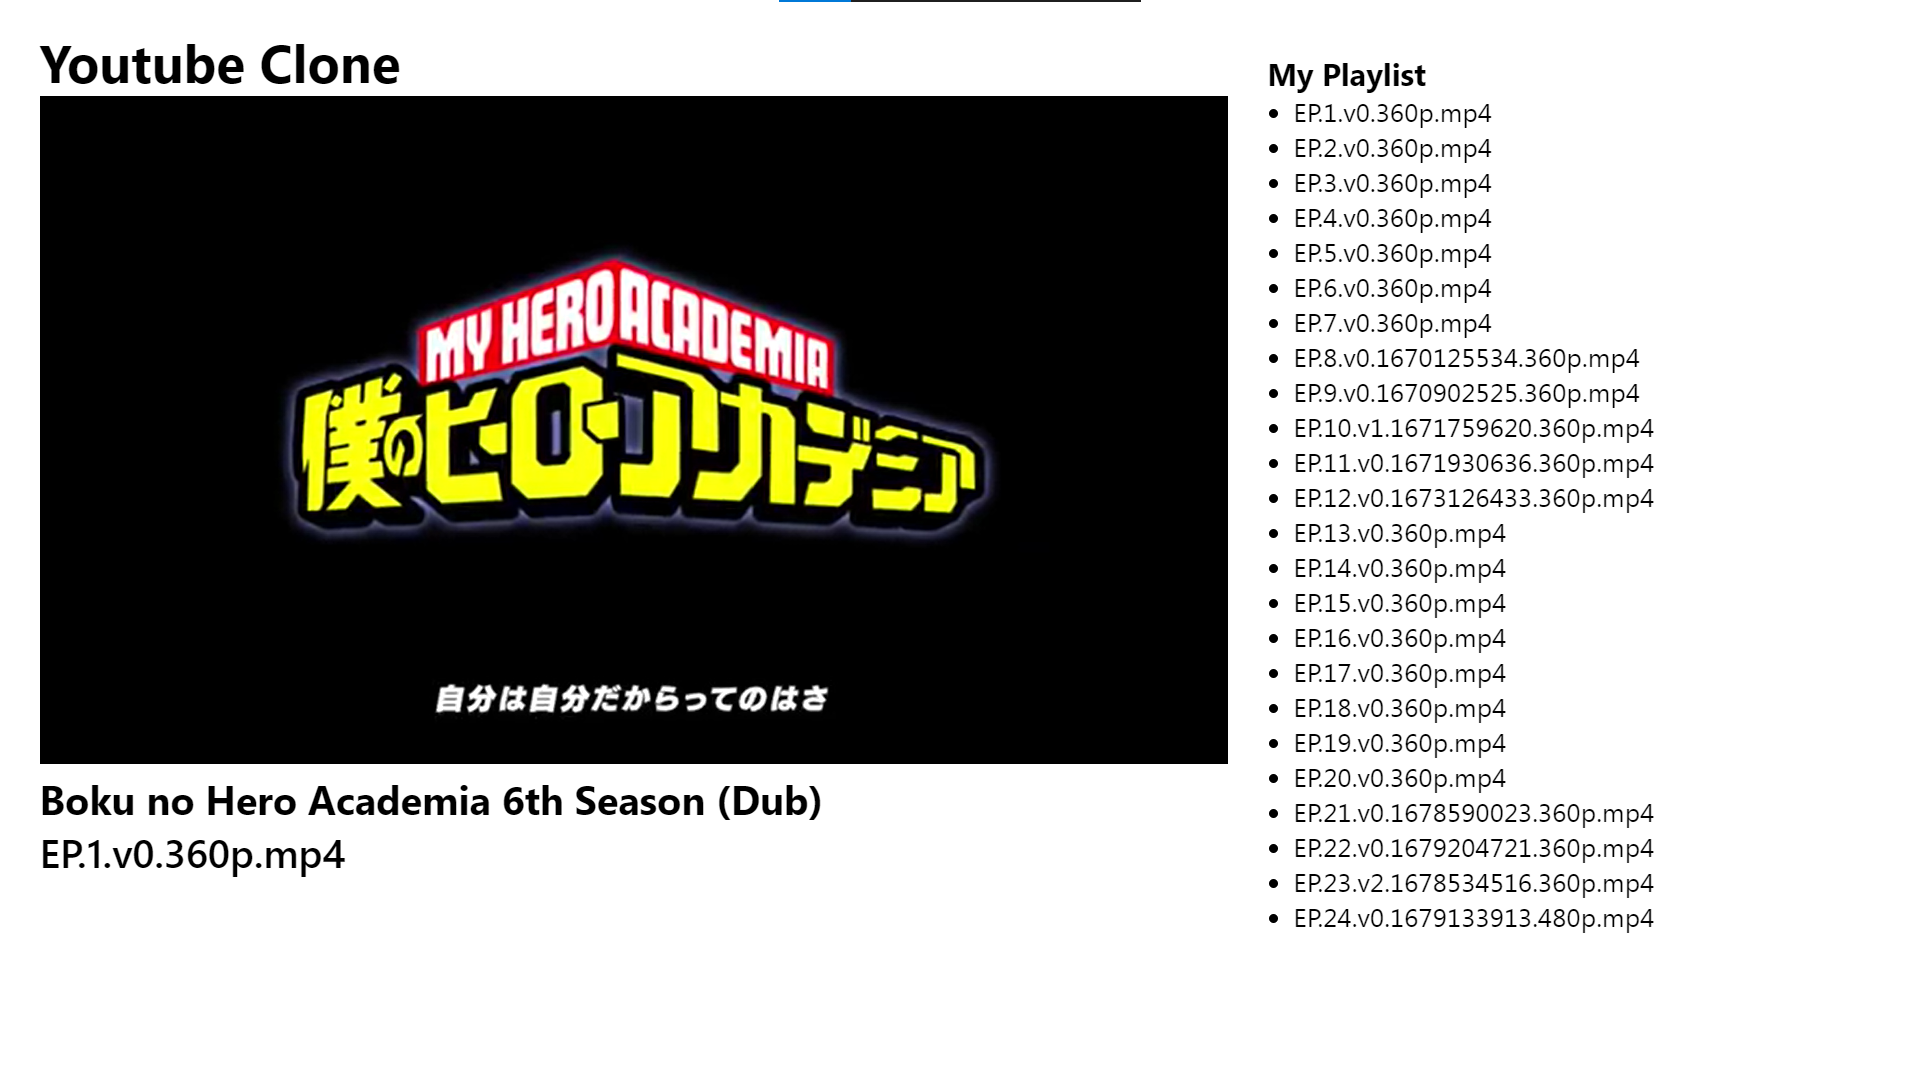 Youtube Clone
MY HERO ACADEMIA
僕のヒーローアカデミア
自分は自分だからってのはさ
Boku no Hero Academia 6th Season (Dub)
EP.1.v0.360p.mp4
My Playlist
EP.1.v0.360p.mp4
EP.2.v0.360p.mp4
EP.3.v0.360p.mp4
EP.4.v0.360p.mp4
EP.5.v0.360p.mp4
EP.6.v0.360p.mp4
EP.7.v0.360p.mp4
EP.8.v0.1670125534.360p.mp4
EP.9.v0.1670902525.360p.mp4
EP.10.v1.1671759620.360p.mp4
EP.11.v0.1671930636.360p.mp4
EP.12.v0.1673126433.360p.mp4
EP.13.v0.360p.mp4
EP.14.v0.360p.mp4
EP.15.v0.360p.mp4
EP.16.v0.360p.mp4
EP.17.v0.360p.mp4
EP.18.v0.360p.mp4
EP.19.v0.360p.mp4
EP.20.v0.360p.mp4
EP.21.v0.1678590023.360p.mp4
EP.22.v0.1679204721.360p.mp4
EP.23.v2.1678534516.360p.mp4
EP.24.v0.1679133913.480p.mp4